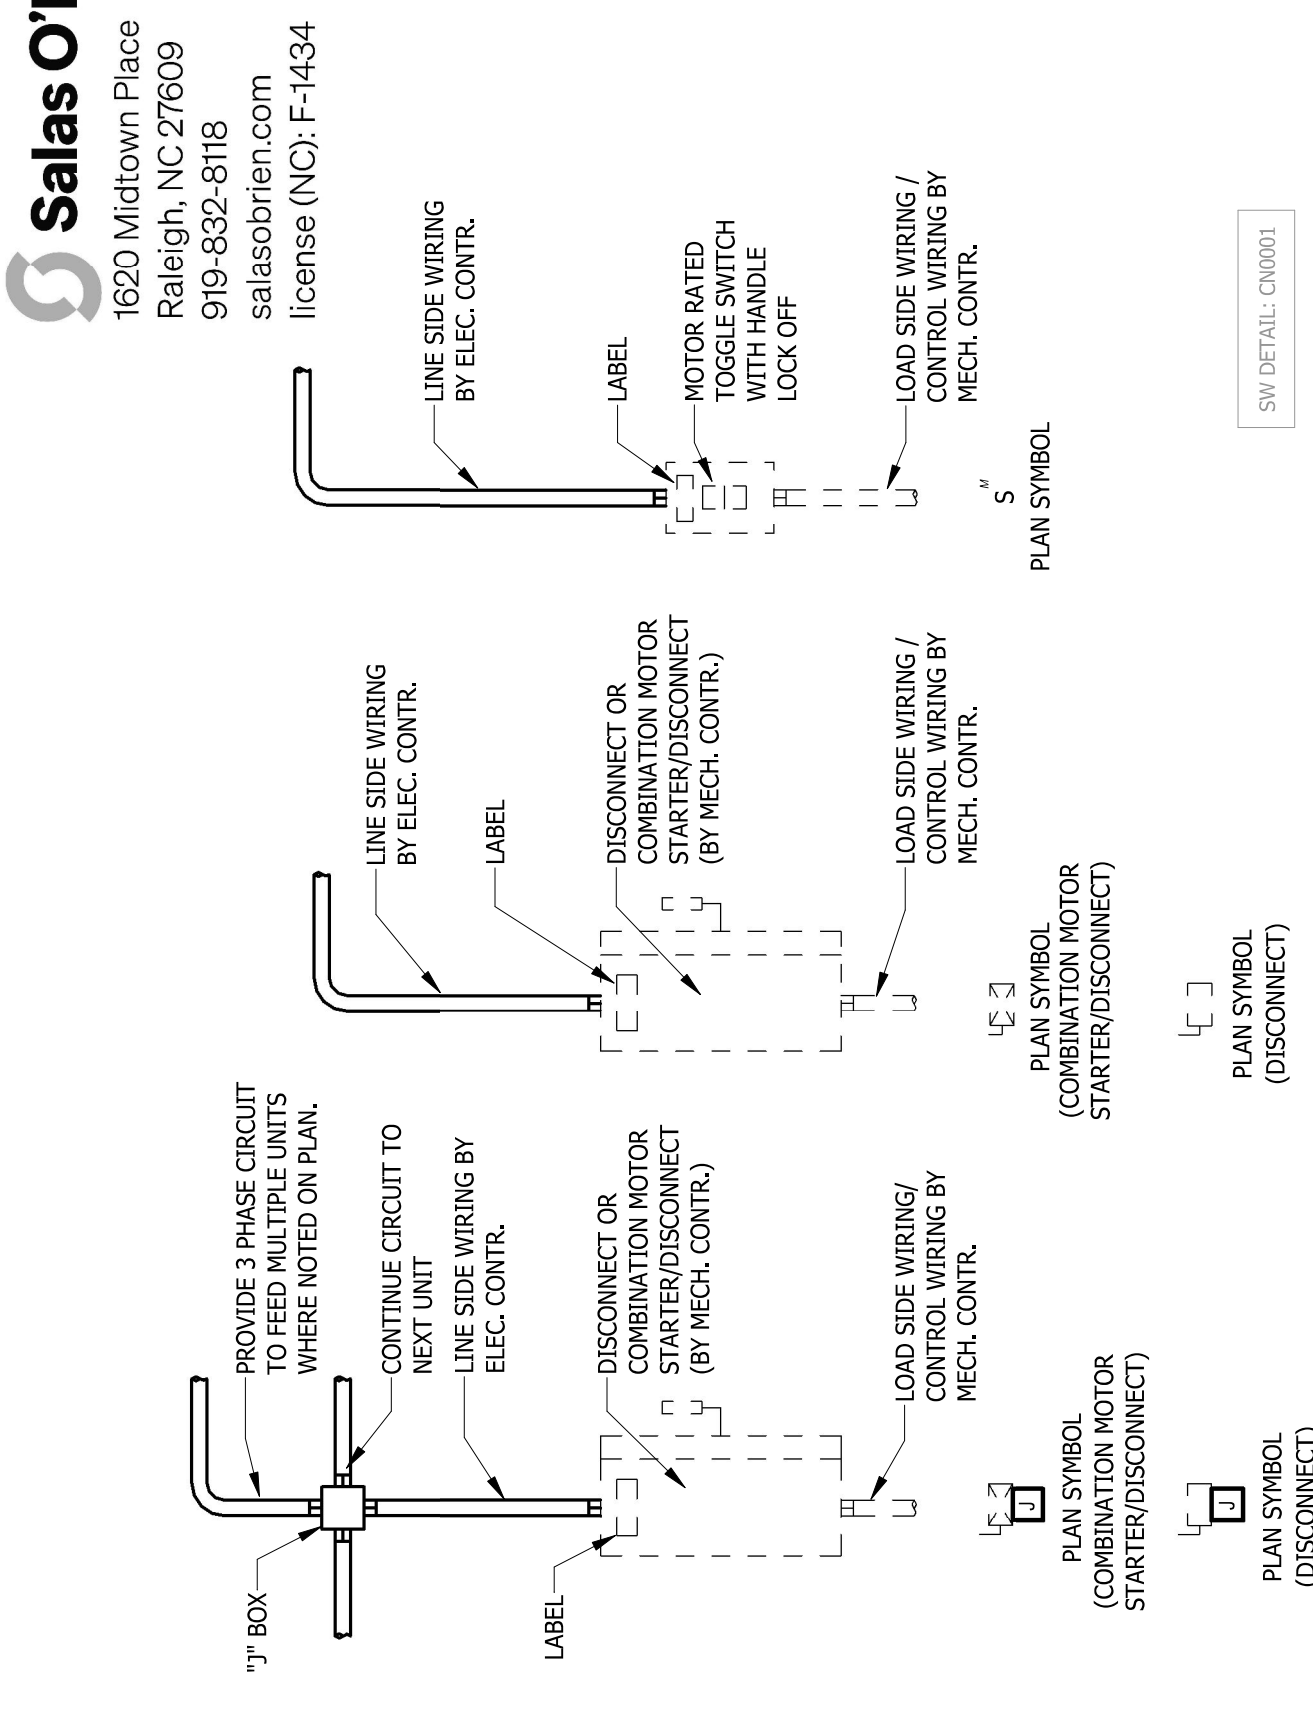 Salas O'
1620 Midtown Place
Raleigh, NC 27609
919-832-8118
salasobrien.com
license (NC): F-1434
"J" BOX
PROVIDE 3 PHASE CIRCUIT
TO FEED MULTIPLE UNITS
WHERE NOTED ON PLAN.
CONTINUE CIRCUIT TO
NEXT UNIT
LINE SIDE WIRING BY
ELEC. CONTR.
LABEL
DISCONNECT OR
COMBINATION MOTOR
STARTER/DISCONNECT
(BY MECH. CONTR.)
LOAD SIDE WIRING/
CONTROL WIRING BY
MECH. CONTR.
J
PLAN SYMBOL
(COMBINATION MOTOR
STARTER/DISCONNECT)
J
PLAN SYMBOL
(DISCONNECT)
LINE SIDE WIRING
BY ELEC. CONTR.
LABEL
DISCONNECT OR
COMBINATION MOTOR
STARTER/DISCONNECT
(BY MECH. CONTR.)
LOAD SIDE WIRING /
CONTROL WIRING BY
MECH. CONTR.
PLAN SYMBOL
(COMBINATION MOTOR
STARTER/DISCONNECT)
PLAN SYMBOL
(DISCONNECT)
LINE SIDE WIRING
BY ELEC. CONTR.
LABEL
MOTOR RATED
TOGGLE SWITCH
WITH HANDLE
LOCK OFF
LOAD SIDE WIRING /
CONTROL WIRING BY
MECH. CONTR.
S M
PLAN SYMBOL
SW DETAIL: CN0001